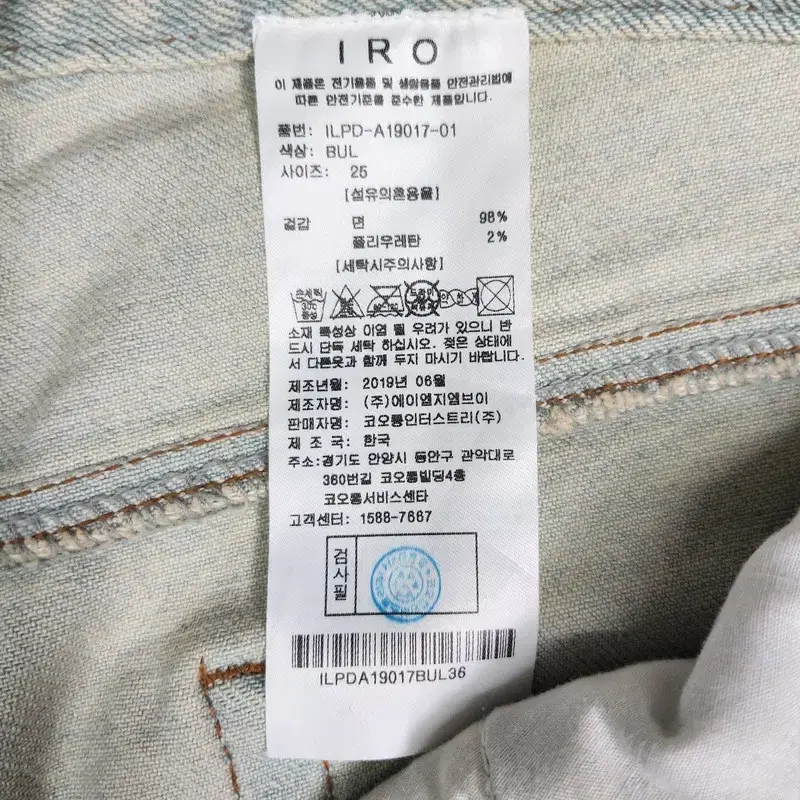 IRO
이 제품은 전기용품 및 생활용품 안전관리법에
따른 안전기준을 준수한 제품입니다.
품번: ILPD-A19017-01
색상: BUL
사이즈: 25
[섬유의혼용율]
겉감 면 98%
폴리우레탄 2%
[세탁시주의사항]
손세탁
30℃
중성
드라이
소재 특성상 이염 될 우려가 있으니 반
드시 단독 세탁 하십시오. 젖은 상태에
서 다른옷과 함께 두지 마시기 바랍니다.
제조년월: 2019년 06월
제조자명: (주)에이엠지엠브이
판매자명: 코오롱인터스트리(주)
제 조 국: 한국
주소:경기도 안양시 동안구 관악대로
360번길 코오롱빌딩4층
코오롱서비스센타
고객센터: 1588-7667
검사필
ILPDA19017BUL36